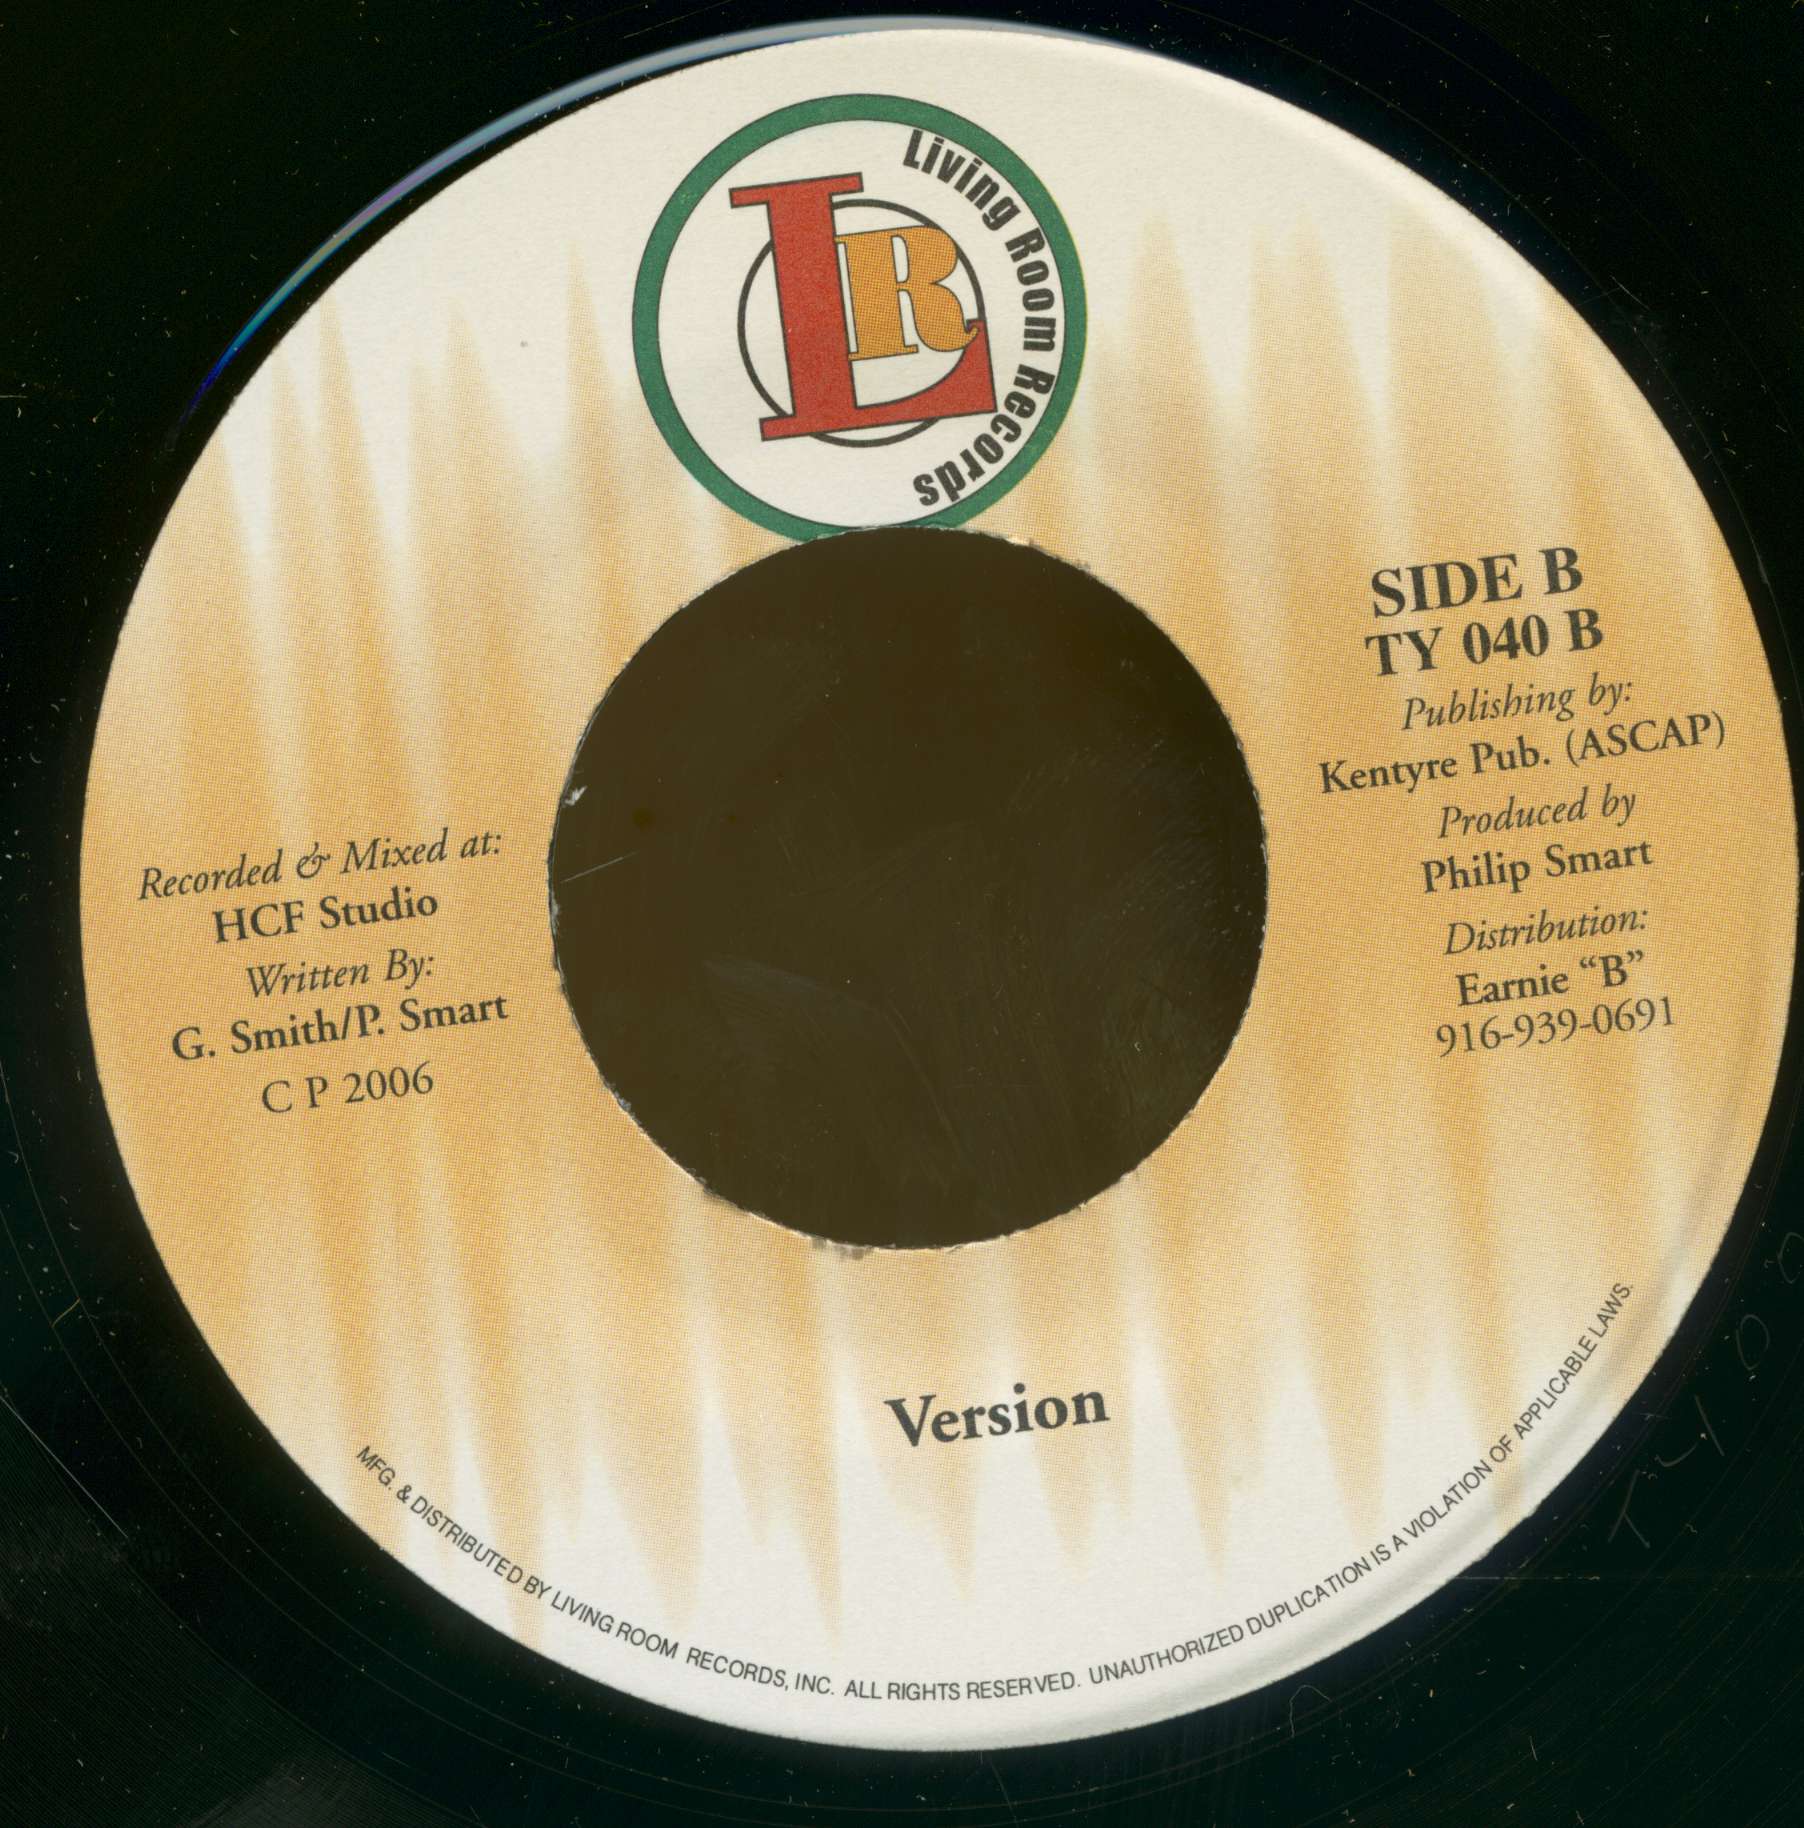 LR
Living Room Records
SIDE B
TY 040 B
Publishing by:
Kentyre Pub. (ASCAP)
Produced by
Philip Smart
Distribution:
Earnie “B”
916-939-0691
Recorded & Mixed at:
HCF Studio
Written By:
G. Smith/P. Smart
C P 2006
Version
MFG. & DISTRIBUTED BY LIVING ROOM RECORDS, INC. ALL RIGHTS RESERVED. UNAUTHORIZED DUPLICATION IS A VIOLATION OF APPLICABLE LAWS.